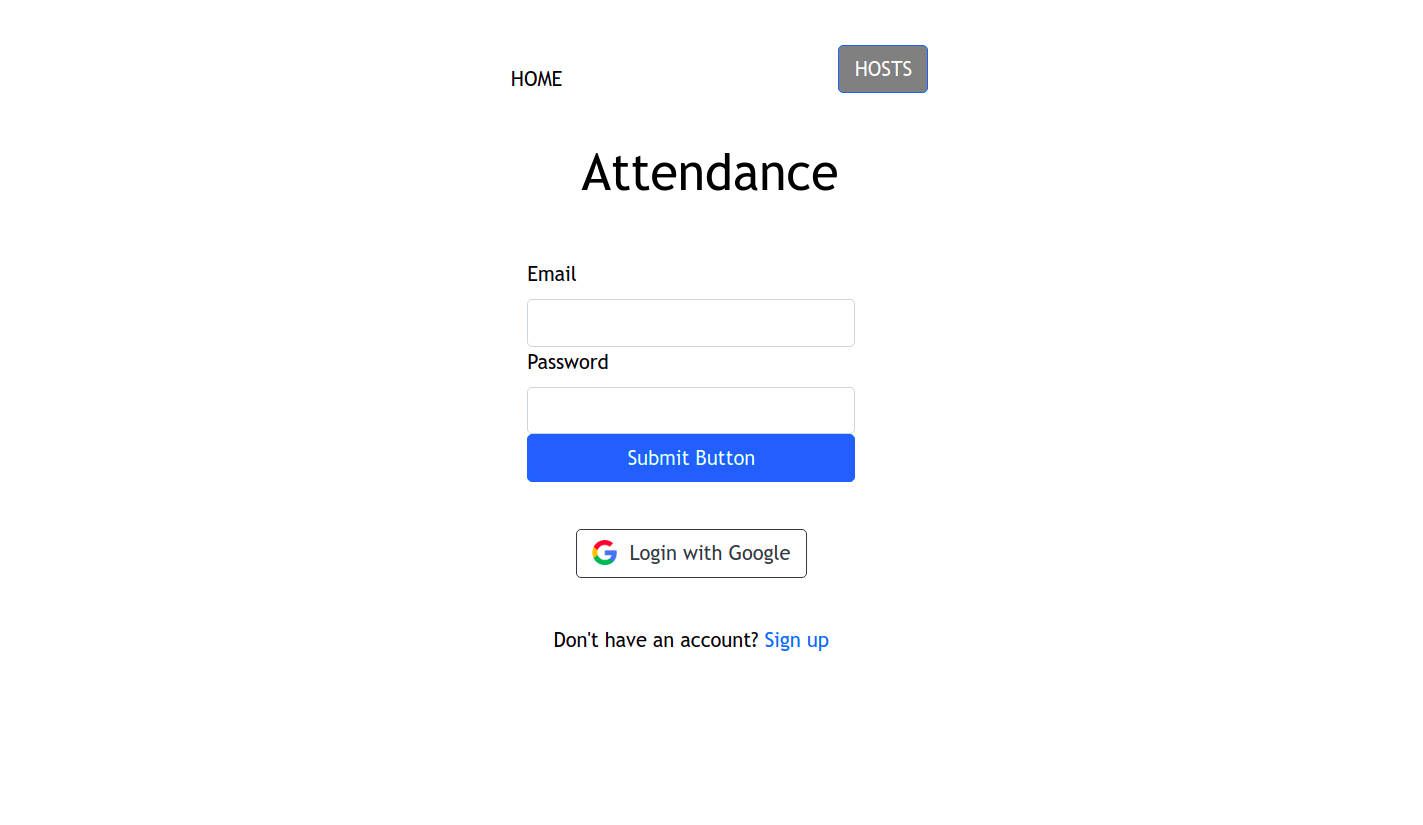 HOME
HOSTS
Attendance
Email
Password
Submit Button
Login with Google
Don't have an account? Sign up